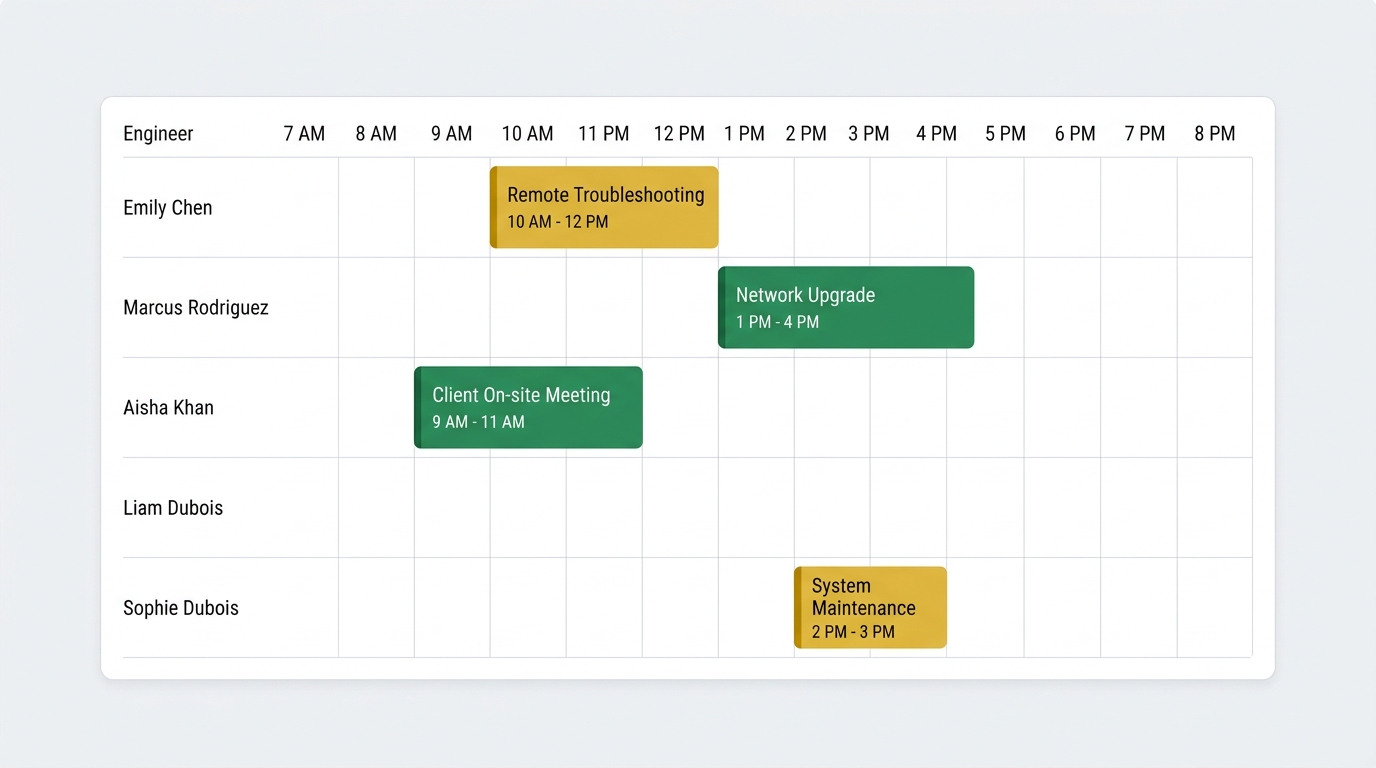 Engineer 7 AM 8 AM 9 AM 10 AM 11 PM 12 PM 1 PM 2 PM 3 PM 4 PM 5 PM 6 PM 7 PM 8 PM
Emily Chen
Remote Troubleshooting
10 AM - 12 PM
Marcus Rodriguez
Network Upgrade
1 PM - 4 PM
Aisha Khan
Client On-site Meeting
9 AM - 11 AM
Liam Dubois
Sophie Dubois
System
Maintenance
2 PM - 3 PM